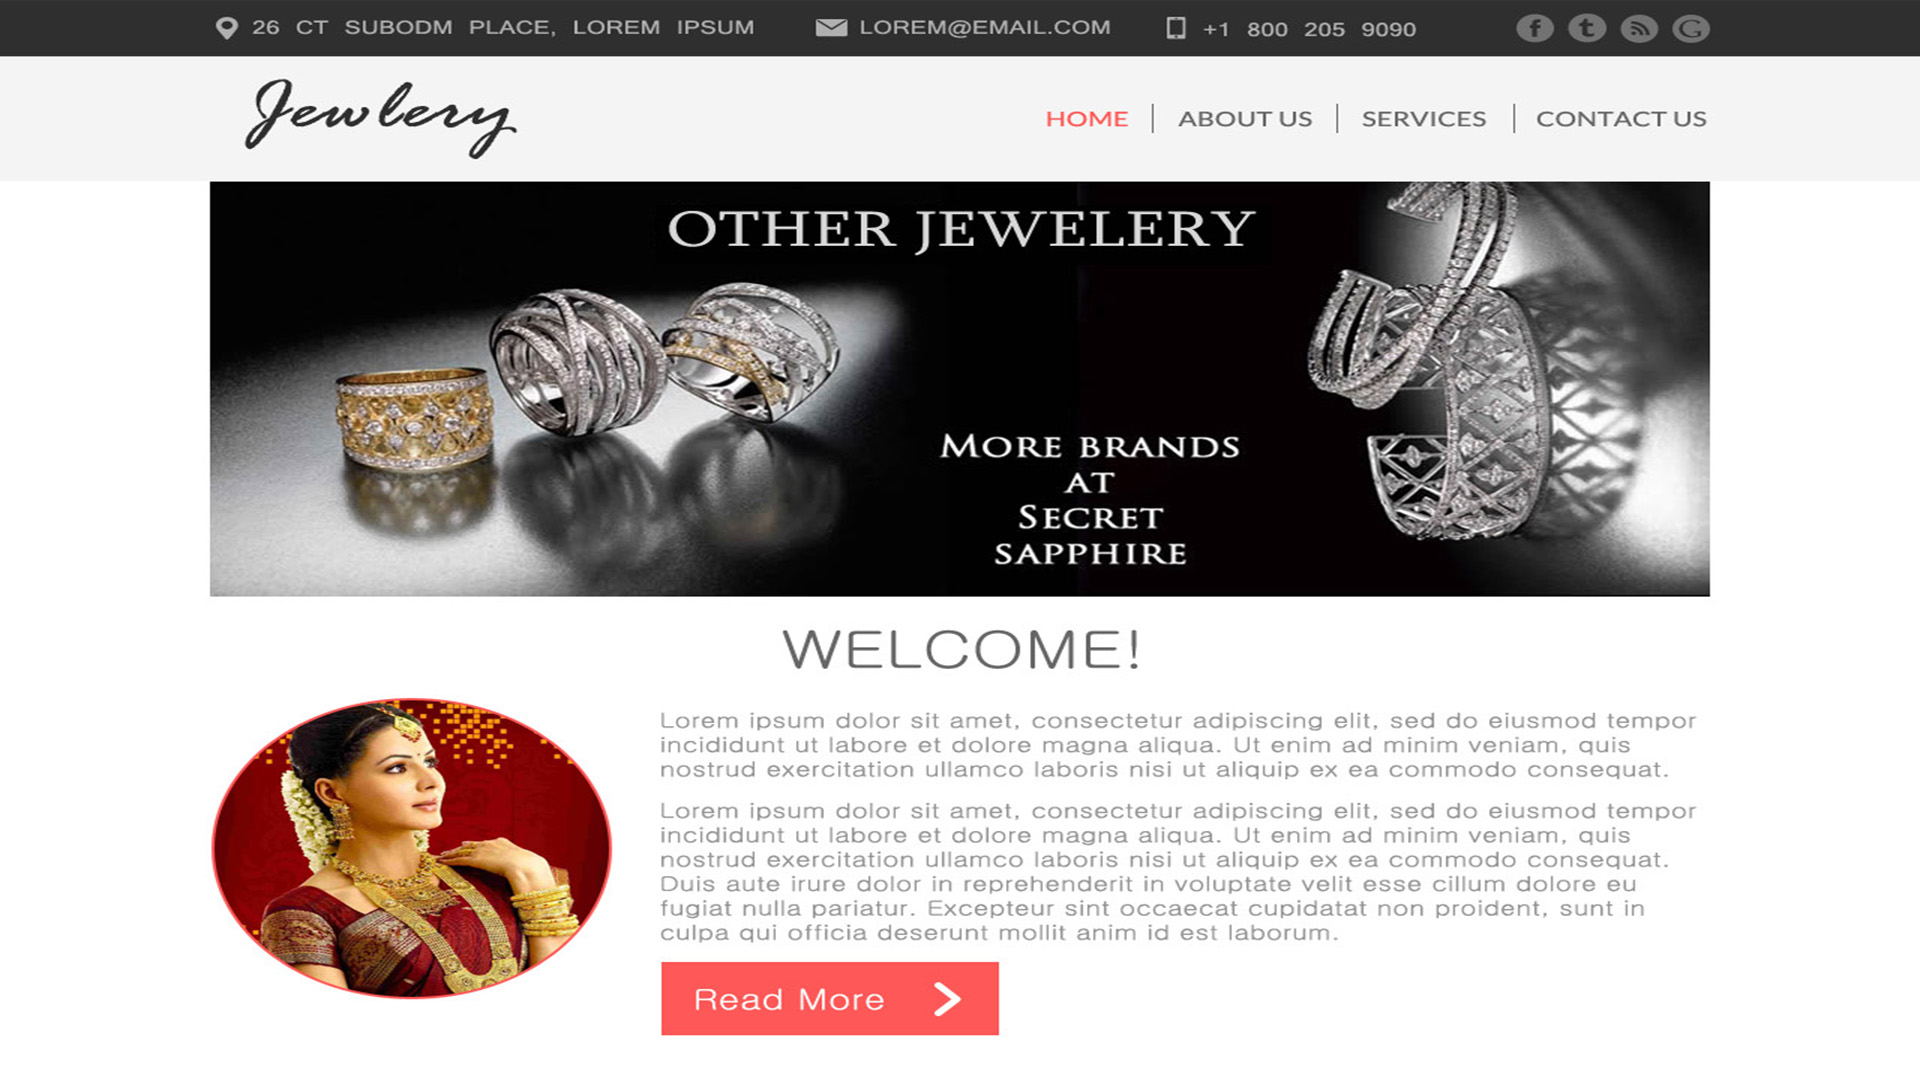 26 CT SUBODM PLACE, LOREM IPSUM
LOREM@EMAIL.COM
+1 800 205 9090
f t G
Jewlery
HOME
ABOUT US
SERVICES
CONTACT US
OTHER JEWELERY
MORE BRANDS
AT
SECRET
SAPPHIRE
WELCOME!
Lorem ipsum dolor sit amet, consectetur adipiscing elit, sed do eiusmod tempor
incididunt ut labore et dolore magna aliqua. Ut enim ad minim veniam, quis
nostrud exercitation ullamco laboris nisi ut aliquip ex ea commodo consequat.
Lorem ipsum dolor sit amet, consectetur adipiscing elit, sed do eiusmod tempor
incididunt ut labore et dolore magna aliqua. Ut enim ad minim veniam, quis
nostrud exercitation ullamco laboris nisi ut aliquip ex ea commodo consequat.
Duis aute irure dolor in reprehenderit in voluptate velit esse cillum dolore eu
fugiat nulla pariatur. Excepteur sint occaecat cupidatat non proident, sunt in
culpa qui officia deserunt mollit anim id est laborum.
Read More